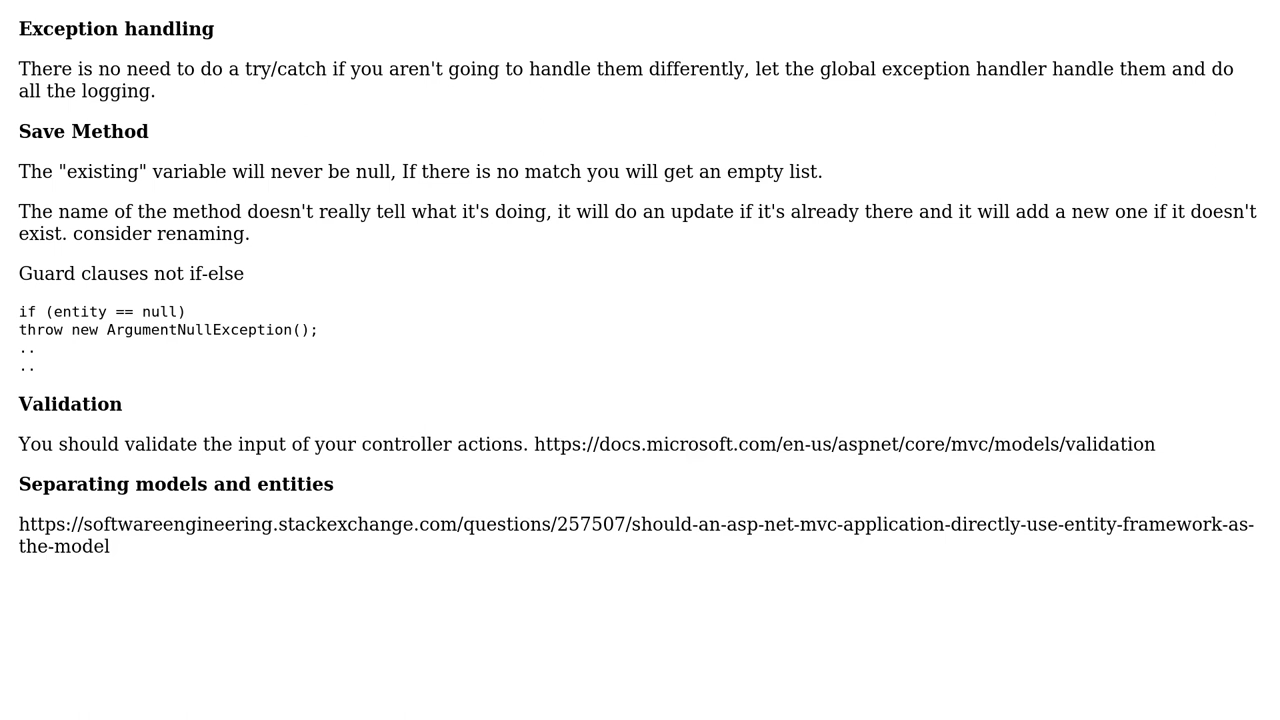 Exception handling
There is no need to do a try/catch if you aren't going to handle them differently, let the global exception handler handle them and do
all the logging.
Save Method
The "existing" variable will never be null, If there is no match you will get an empty list.
The name of the method doesn't really tell what it's doing, it will do an update if it's already there and it will add a new one if it doesn't
exist. consider renaming.
Guard clauses not if-else
if (entity == null)
throw new ArgumentNullException();
..
..
Validation
You should validate the input of your controller actions. https://docs.microsoft.com/en-us/aspnet/core/mvc/models/validation
Separating models and entities
https://softwareengineering.stackexchange.com/questions/257507/should-an-asp-net-mvc-application-directly-use-entity-framework-as-
the-model